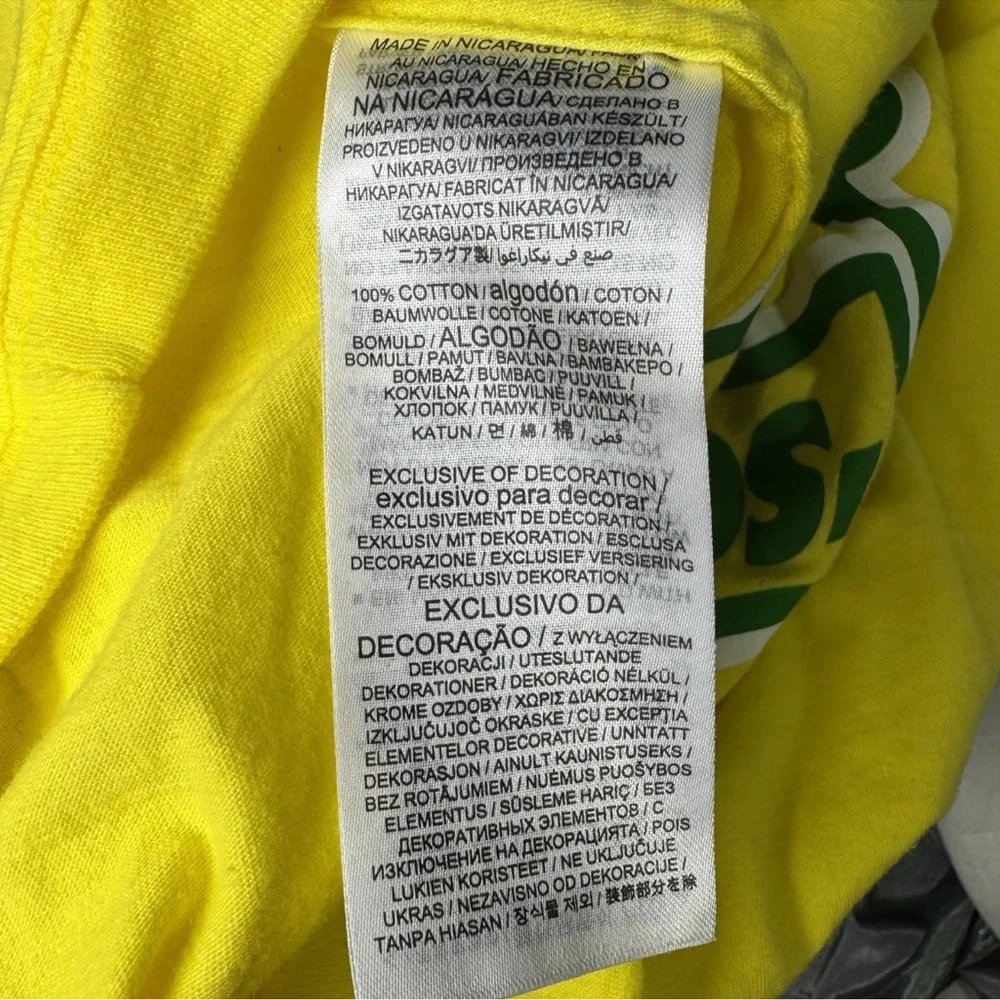 MADE IN NICARAGUA/
AU NICARAGUA/ HECHO EN
NICARAGUA/ FABRICADO
NA NICARAGUA/ СДЕЛАНО В
НИКАРАГУА/ NICARAGUÁBAN KÉSZÜLT/
PROIZVEDENO U NIKARAGVI/ IZDELANO
V NIKARAGVI/ ПРОИЗВЕДЕНО В
НИКАРАГУА/ FABRICAT ÎN NICARAGUA/
IZGATAVOTS NIKARAGVĀ/
NIKARAGUA'DA ÜRETILMIŞTIR/
ニカラグア製/ صنع في نيكاراغوا
100% COTTON / algodón / COTON /
BAUMWOLLE / COTONE / KATOEN /
BOMULD / ALGODÃO / BAWEŁNA /
BOMULL / PAMUT / BAVLNA / ΒΑΜΒΑΚΕΡΟ /
BOMBAŽ / BUMBAC / PUUVILL /
KOKVILNA / MEDVILNĖ / PAMUK /
ХЛОПОК / ПАМУК / PUUVILLA /
KATUN / 면 / 綿 / 棉 / قطن
EXCLUSIVE OF DECORATION /
exclusivo para decorar /
EXCLUSIVEMENT DE DÉCORATION /
EXKLUSIV MIT DEKORATION / ESCLUSA
DECORAZIONE / EXCLUSIEF VERSIERING
/ EKSKLUSIV DEKORATION /
EXCLUSIVO DA
DECORAÇÃO / Z WYŁĄCZENIEM
DEKORACJI / UTESLUTANDE
DEKORATIONER / DEKORÁCIÓ NÉLKÜL /
KROMĚ OZDOBY / ΧΩΡΙΣ ΔΙΑΚΟΣΜΗΣΗ /
IZKLJUČUJOČ OKRASKE / CU EXCEPŢIA
ELEMENTELOR DECORATIVE / UNNTATT
DEKORASJON / AINULT KAUNISTUSEKS /
BEZ ROTĀJUMIEM / NUĖMUS PUOŠYBOS
ELEMENTUS / SÜSLEME HARIÇ / БЕЗ
ДЕКОРАТИВНЫХ ЭЛЕМЕНТОВ / С
ИЗКЛЮЧЕНИЕ НА ДЕКОРАЦИЯТА / POIS
LUKIEN KORISTEET / NE UKLJUČUJE
UKRAS / NEZAVISNO OD DEKORACIJE /
TANPA HIASAN / 장식물 제외 / 装飾部分を除